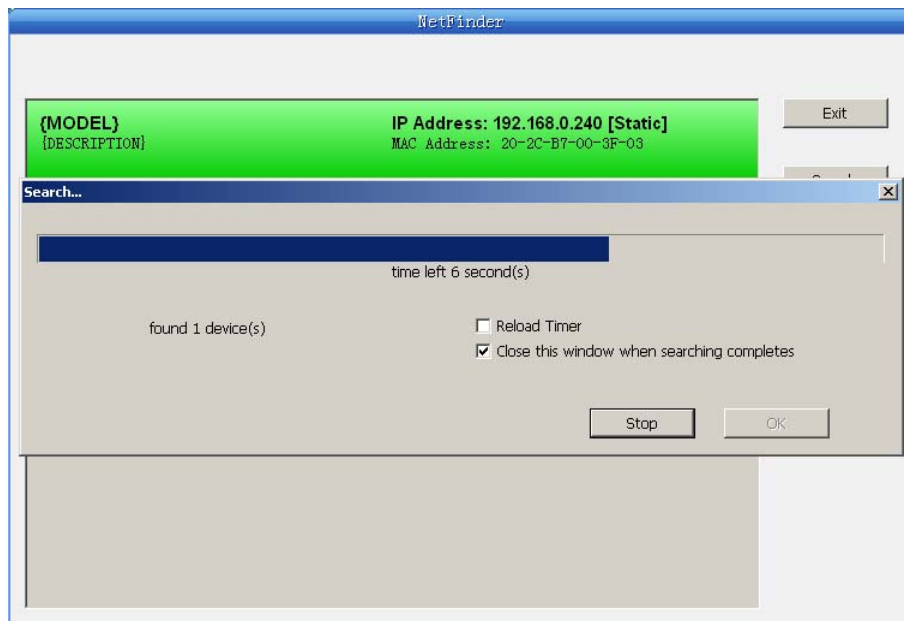 NetFinder
{MODEL}
IP Address: 192.168.0.240 [Static]
Exit
{DESCRIPTION}
MAC Address: 20-2C-B7-00-3F-03
Search...
time left 6 second(s)
found 1 device(s)
Reload Timer
Close this window when searching completes
Stop
OK